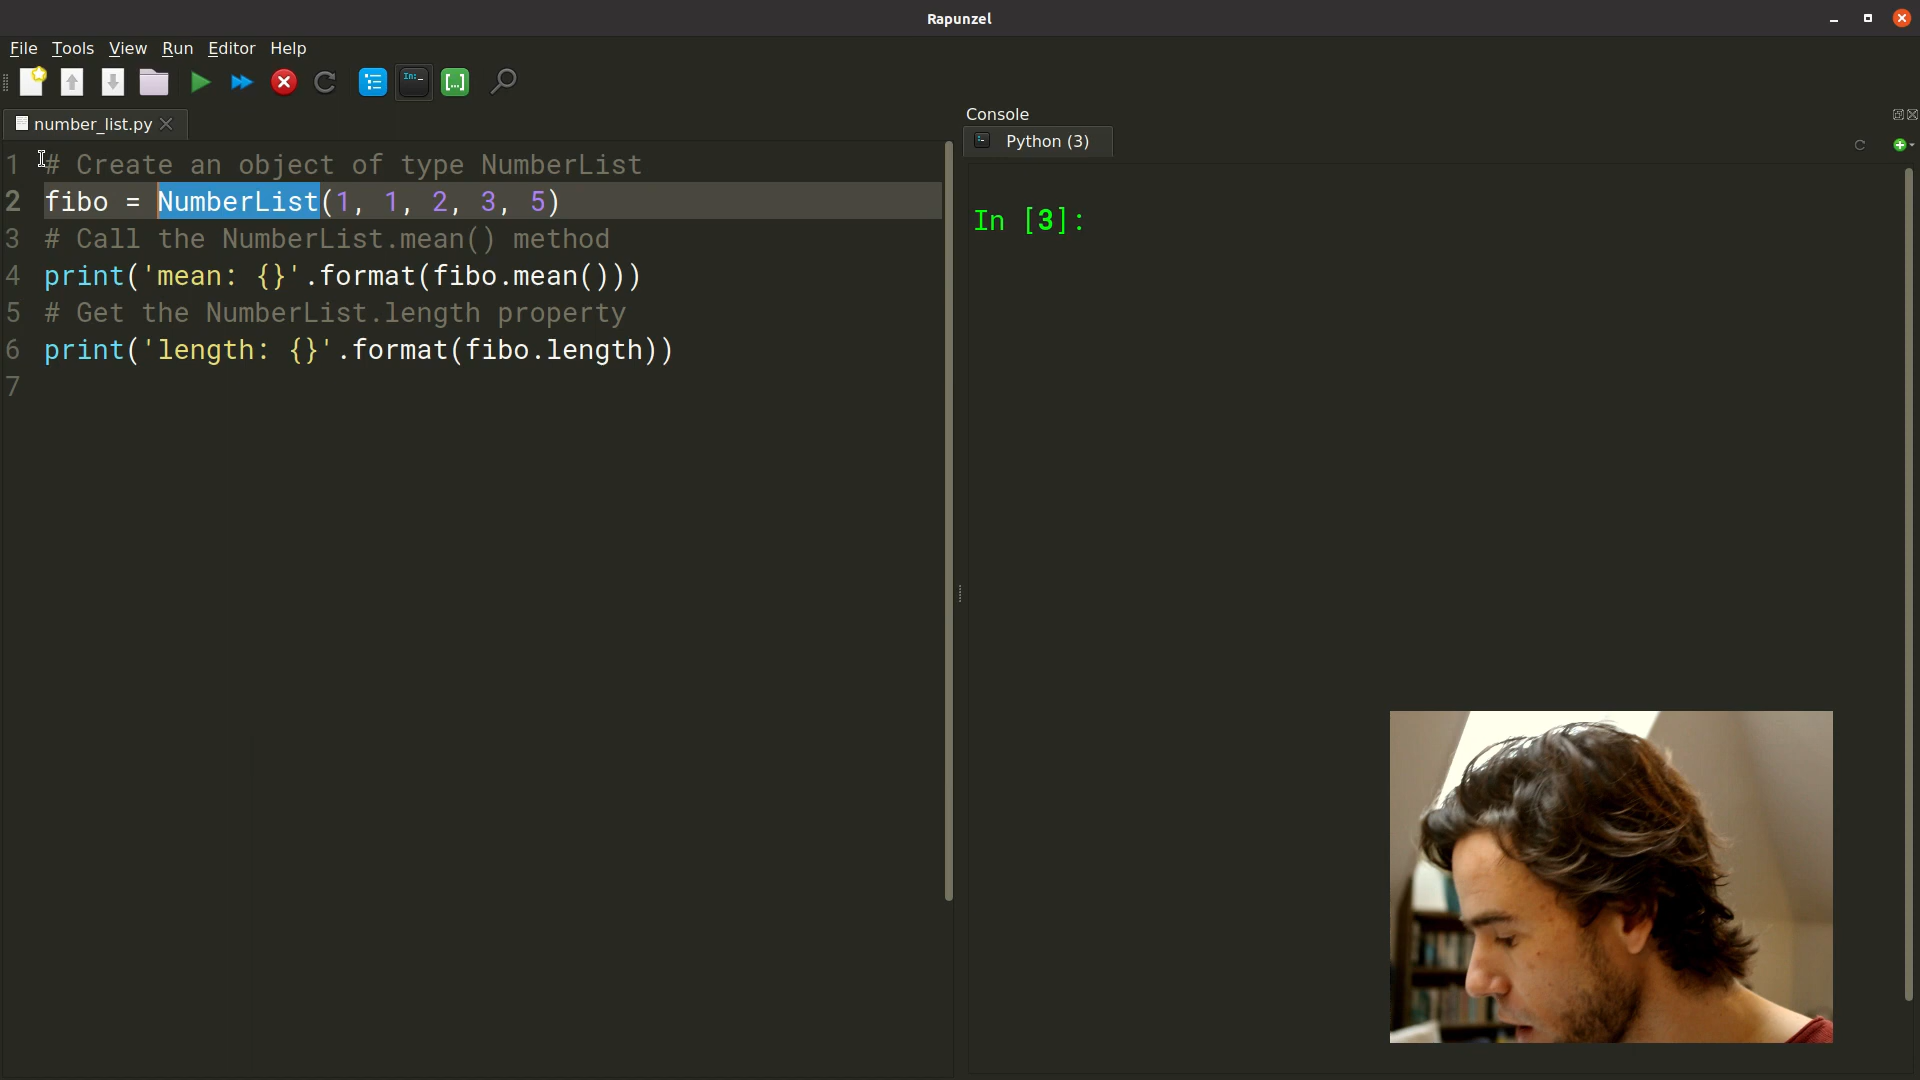 Rapunzel
File Tools View Run Editor Help
In:_
[...]
number_list.py
1 # Create an object of type NumberList
2 fibo = NumberList(1, 1, 2, 3, 5)
3 # Call the NumberList.mean() method
4 print('mean: {}'.format(fibo.mean()))
5 # Get the NumberList.length property
6 print('length: {}'.format(fibo.length))
7
Console
Python (3)
In [3]: